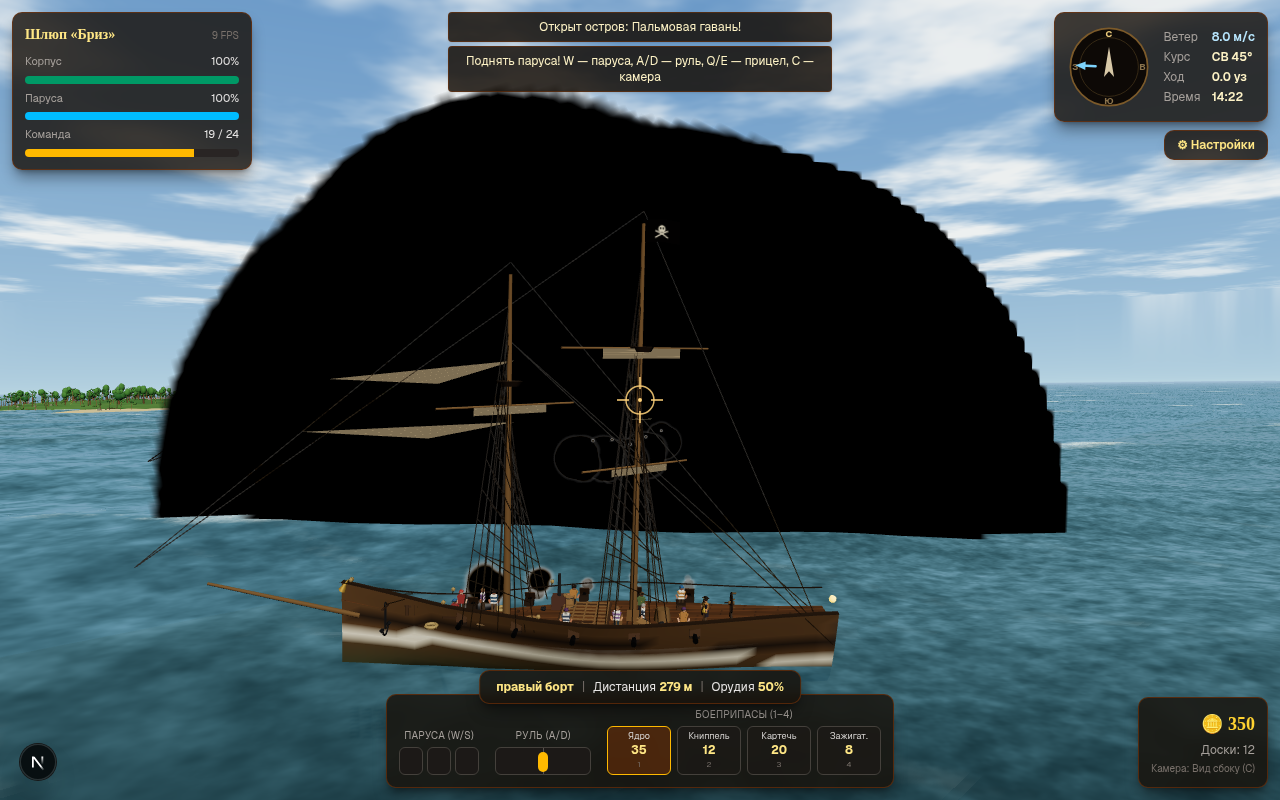 Шлюп «Бриз»
9 FPS
Корпус
100%
Паруса
100%
Команда
19 / 24
Открыт остров: Пальмовая гавань!
Поднять паруса! W — паруса, A/D — руль, Q/E — прицел, C —
камера
С
В
Ю
З
Ветер
8.0 м/с
Курс
СВ 45°
Ход
0.0 уз
Время
14:22
⚙ Настройки
правый борт | Дистанция 279 м | Орудия 50%
ПАРУСА (W/S)
РУЛЬ (A/D)
БОЕПРИПАСЫ (1–4)
Ядро
35
1
Книппель
12
2
Картечь
20
3
Зажигат.
8
4
350
Доски: 12
Камера: Вид сбоку (C)
N